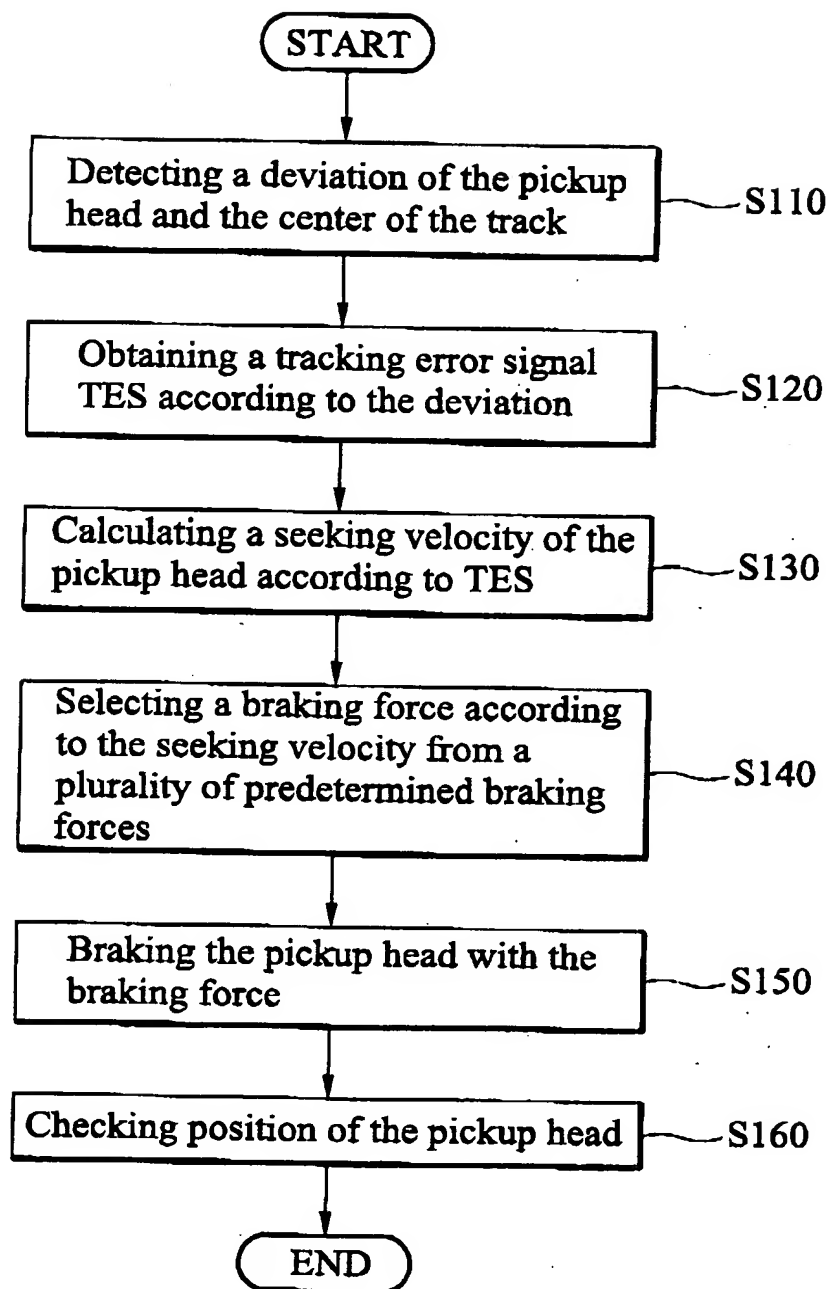 START
Detecting a deviation of the pickup
head and the center of the track
S110
Obtaining a tracking error signal
TES according to the deviation
S120
Calculating a seeking velocity of the
pickup head according to TES
S130
Selecting a braking force according
to the seeking velocity from a
plurality of predetermined braking
forces
S140
Braking the pickup head with the
braking force
S150
Checking position of the pickup head
S160
END